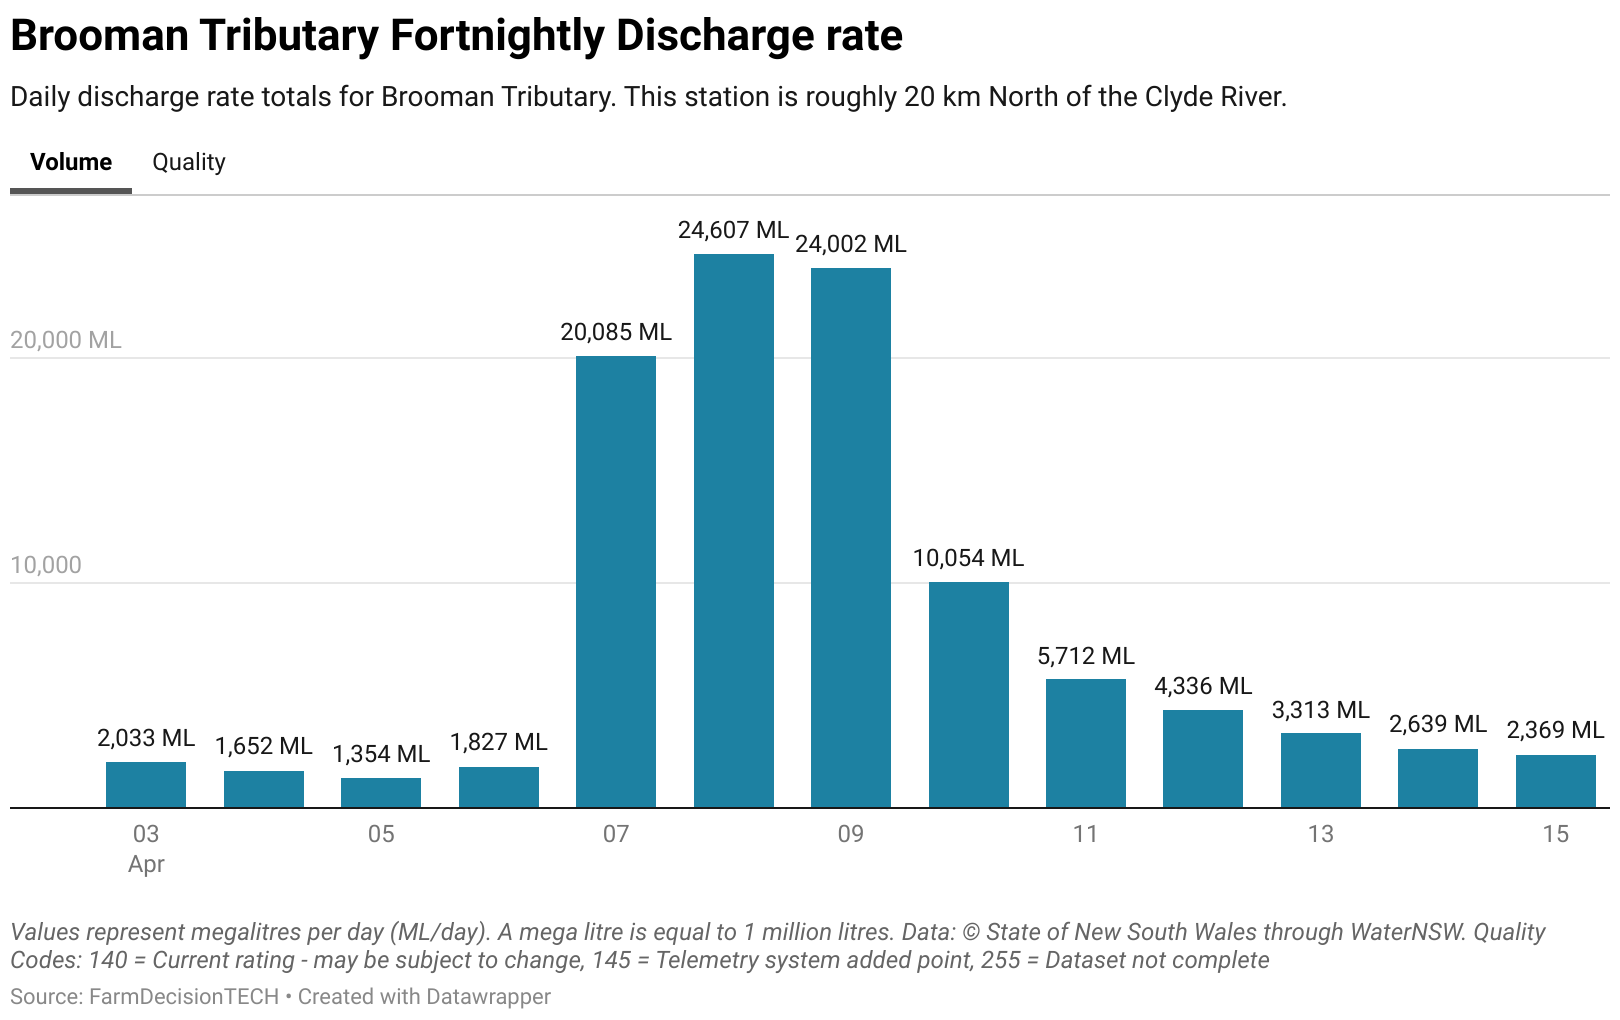 Brooman Tributary Fortnightly Discharge rate
Daily discharge rate totals for Brooman Tributary. This station is roughly 20 km North of the Clyde River.
Volume Quality
24,607 ML 24,002 ML
20,000 ML 20,085 ML
10,000 10,054 ML
5,712 ML
4,336 ML
2,033 ML 1,652 ML 1,354 ML 1,827 ML 3,313 ML 2,639 ML 2,369 ML
03 05 07 09 11 13 15
Apr
Values represent megalitres per day (ML/day). A mega litre is equal to 1 million litres. Data: © State of New South Wales through WaterNSW. Quality
Codes: 140 = Current rating - may be subject to change, 145 = Telemetry system added point, 255 = Dataset not complete
Source: FarmDecisionTECH • Created with Datawrapper